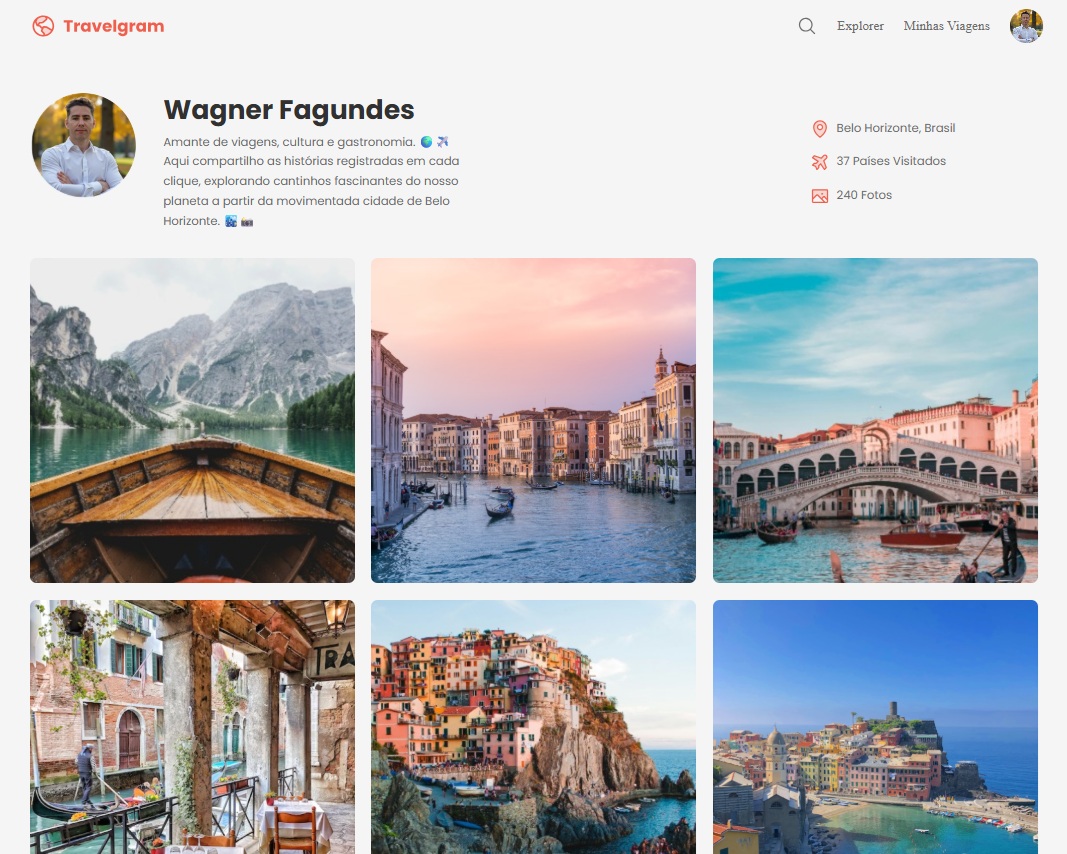 Travelgram
Explorer
Minhas Viagens
Wagner Fagundes
Amante de viagens, cultura e gastronomia. 🌍 ✈️
Aqui compartilho as histórias registradas em cada
clique, explorando cantinhos fascinantes do nosso
planeta a partir da movimentada cidade de Belo
Horizonte.
Belo Horizonte, Brasil
37 Países Visitados
240 Fotos
TRA